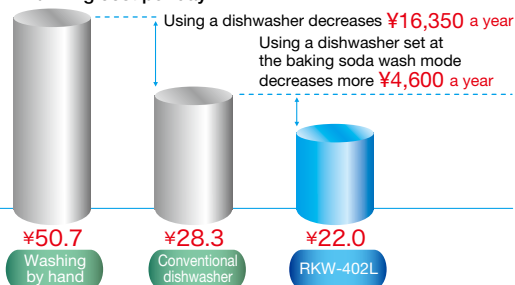 Using a dishwasher decreases ¥16,350 a year
Using a dishwasher set at
the baking soda wash mode
decreases more ¥4,600 a year
¥50.7
¥28.3
¥22.0
Washing
by hand
Conventional
dishwasher
RKW-402L